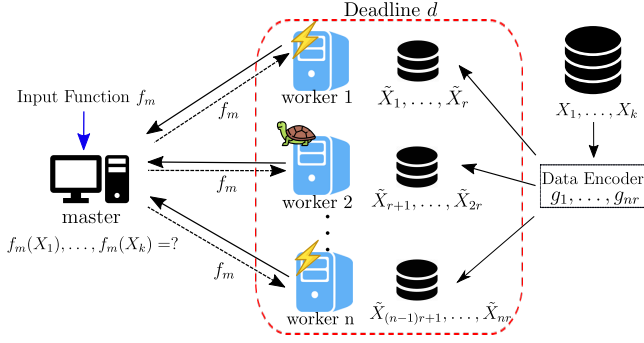 Deadline $d$
Input Function $f_m$
$f_m$
worker 1
$\tilde{X}_1, \ldots, \tilde{X}_r$
$X_1, \ldots, X_k$
$f_m$
worker 2
$\tilde{X}_{r+1}, \ldots, \tilde{X}_{2r}$
Data Encoder
$g_1, \ldots, g_{nr}$
master
$f_m(X_1), \ldots, f_m(X_k) =?$
$f_m$
worker n
$\tilde{X}_{(n-1)r+1}, \ldots, \tilde{X}_{nr}$